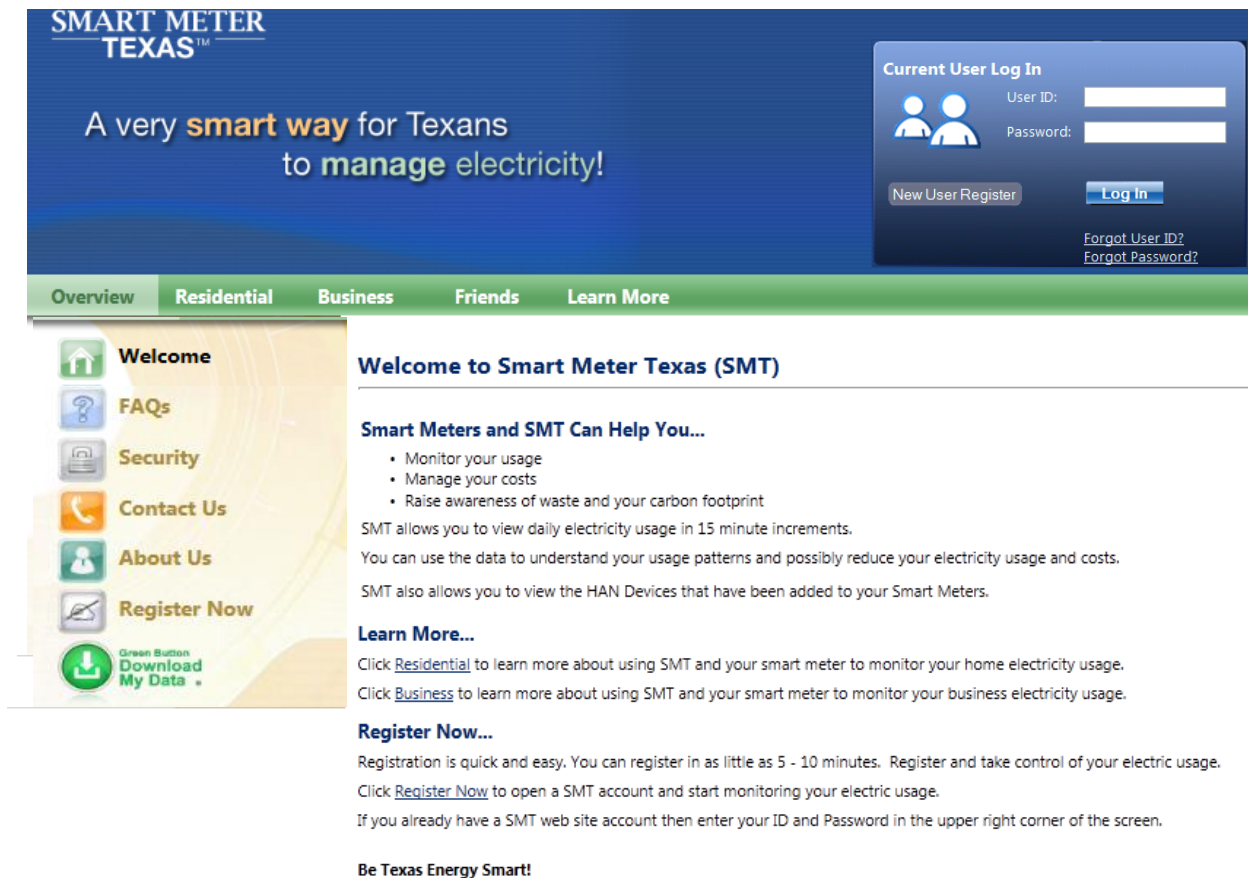 SMART METER
TEXAS™
A very smart way for Texans
to manage electricity!
Current User Log In
User ID:
Password:
New User Register
Log In
Forgot User ID?
Forgot Password?
Overview Residential Business Friends Learn More
Welcome
FAQs
Security
Contact Us
About Us
Register Now
Green Button
Download
My Data
Welcome to Smart Meter Texas (SMT)
Smart Meters and SMT Can Help You...
• Monitor your usage
• Manage your costs
• Raise awareness of waste and your carbon footprint
SMT allows you to view daily electricity usage in 15 minute increments.
You can use the data to understand your usage patterns and possibly reduce your electricity usage and costs.
SMT also allows you to view the HAN Devices that have been added to your Smart Meters.
Learn More...
Click Residential to learn more about using SMT and your smart meter to monitor your home electricity usage.
Click Business to learn more about using SMT and your smart meter to monitor your business electricity usage.
Register Now...
Registration is quick and easy. You can register in as little as 5 - 10 minutes. Register and take control of your electric usage.
Click Register Now to open a SMT account and start monitoring your electric usage.
If you already have a SMT web site account then enter your ID and Password in the upper right corner of the screen.
Be Texas Energy Smart!